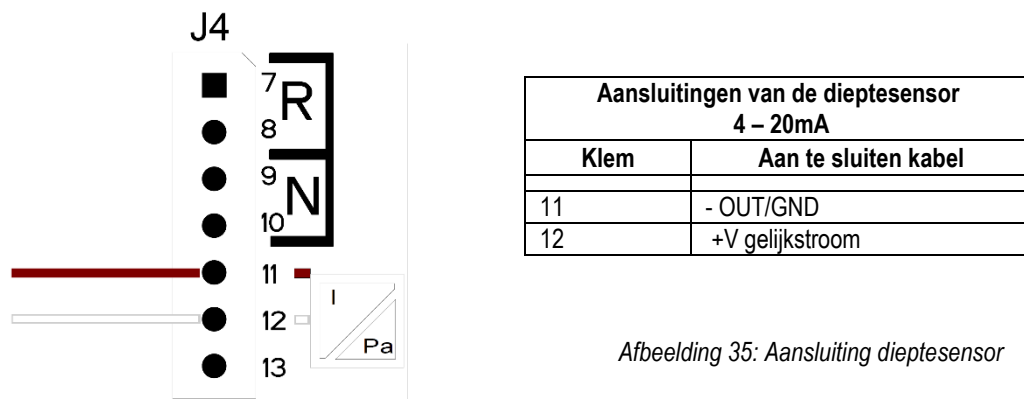 J4
7
R
8
9
N
10
11
I
12
Pa
13
Aansluitingen van de dieptesensor
4 – 20mA
Klem Aan te sluiten kabel
11 - OUT/GND
12 +V gelijkstroom
Afbeelding 35: Aansluiting dieptesensor